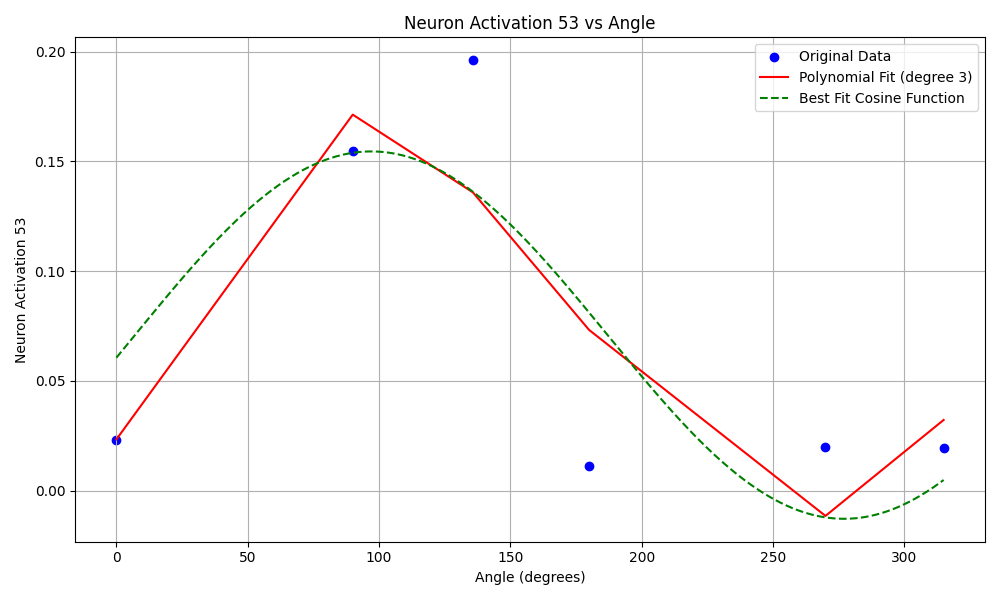 Neuron Activation 53 vs Angle
Original Data
Polynomial Fit (degree 3)
Best Fit Cosine Function
Neuron Activation 53
0.20
0.15
0.10
0.05
0.00
0
50
100
150
200
250
300
Angle (degrees)